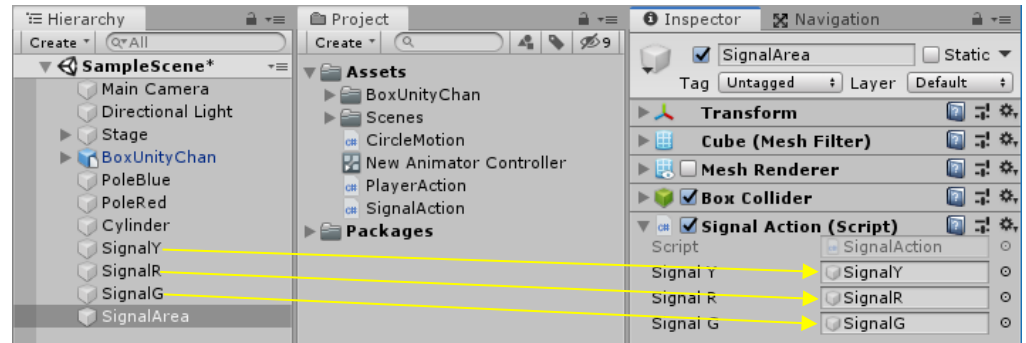 Hierarchy
Create All
SampleScene*
Main Camera
Directional Light
Stage
BoxUnityChan
PoleBlue
PoleRed
Cylinder
SignalY
SignalR
SignalG
SignalArea
Project
Create 9
Assets
BoxUnityChan
Scenes
CircleMotion
New Animator Controller
PlayerAction
SignalAction
Packages
Inspector Navigation
SignalArea Static
Tag Untagged Layer Default
Transform
Cube (Mesh Filter)
Mesh Renderer
Box Collider
C# Signal Action (Script)
Script SignalAction
Signal Y SignalY
Signal R SignalR
Signal G SignalG